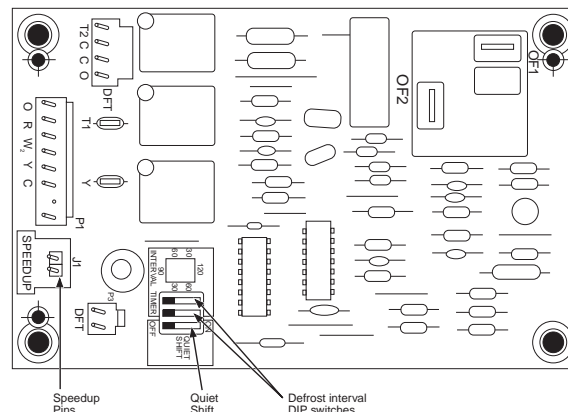 T2 C C O
DFT
T1
Y
O R W2 Y C
P1
OF2
OF1
SPEEDUP
J1
P3
DFT
INTERVAL TIMER OFF
60 30
90 120
30 60
QUIET
SHIFT
Speedup
Pins
Quiet
Shift
Defrost interval
DIP switches